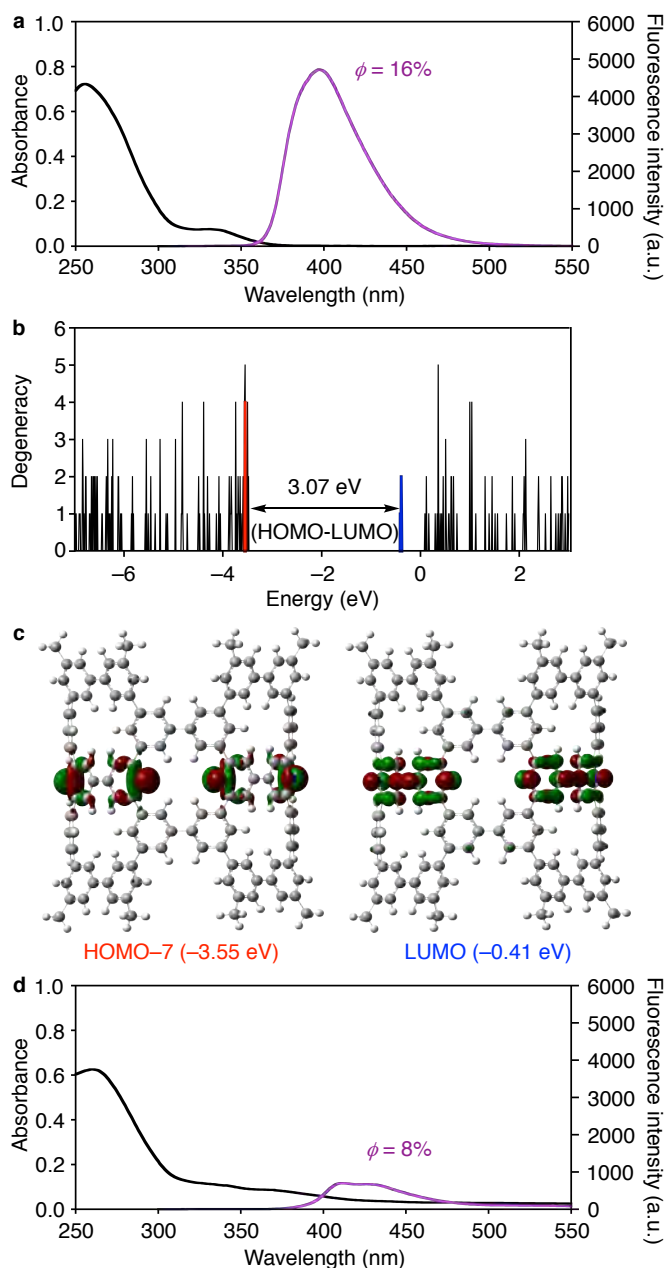 a
1.0
0.8
0.6
0.4
0.2
0.0
Absorbance
ϕ = 16%
6000
5000
4000
3000
2000
1000
0
Fluorescence intensity (a.u.)
250 300 350 400 450 500 550
Wavelength (nm)
b
6
5
4
3
2
1
0
Degeneracy
3.07 eV
(HOMO-LUMO)
–6 –4 –2 0 2
Energy (eV)
c
HOMO–7 (–3.55 eV) LUMO (–0.41 eV)
d
1.0
0.8
0.6
0.4
0.2
0.0
Absorbance
ϕ = 8%
6000
5000
4000
3000
2000
1000
0
Fluorescence intensity (a.u.)
250 300 350 400 450 500 550
Wavelength (nm)